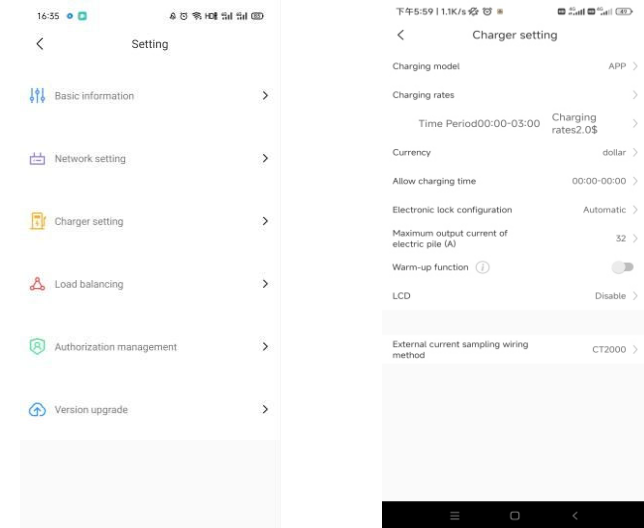 16:35
Setting
Basic information
Network setting
Charger setting
Load balancing
Authorization management
Version upgrade
下午5:59 | 1.1K/s
Charger setting
Charging model APP
Charging rates
Time Period00:00-03:00 Charging
rates2.0$
Currency dollar
Allow charging time 00:00-00:00
Electronic lock configuration Automatic
Maximum output current of
electric pile (A) 32
Warm-up function i
LCD Disable
External current sampling wiring
method CT2000